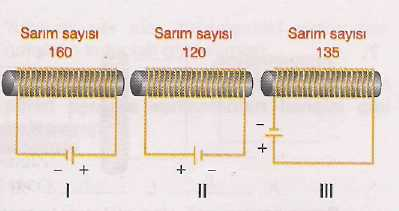 Sarım sayısı
160
Sarım sayısı
120
Sarım sayısı
135
− +
+ −
−
+
I
II
III